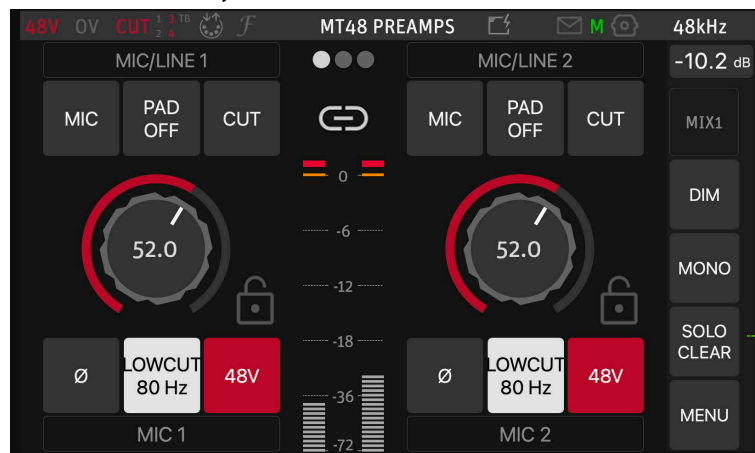 48V OV CUT 1 3 TB 2 4 F MT48 PREAMPS M 48kHz
MIC/LINE 1
MIC/LINE 2
-10.2 dB
MIC
PAD
OFF
CUT
MIC
PAD
OFF
CUT
MIX1
0
-6
-12
-18
-36
-72
52.0
52.0
DIM
MONO
SOLO
CLEAR
MENU
Ø
LOWCUT
80 Hz
48V
Ø
LOWCUT
80 Hz
48V
MIC 1
MIC 2